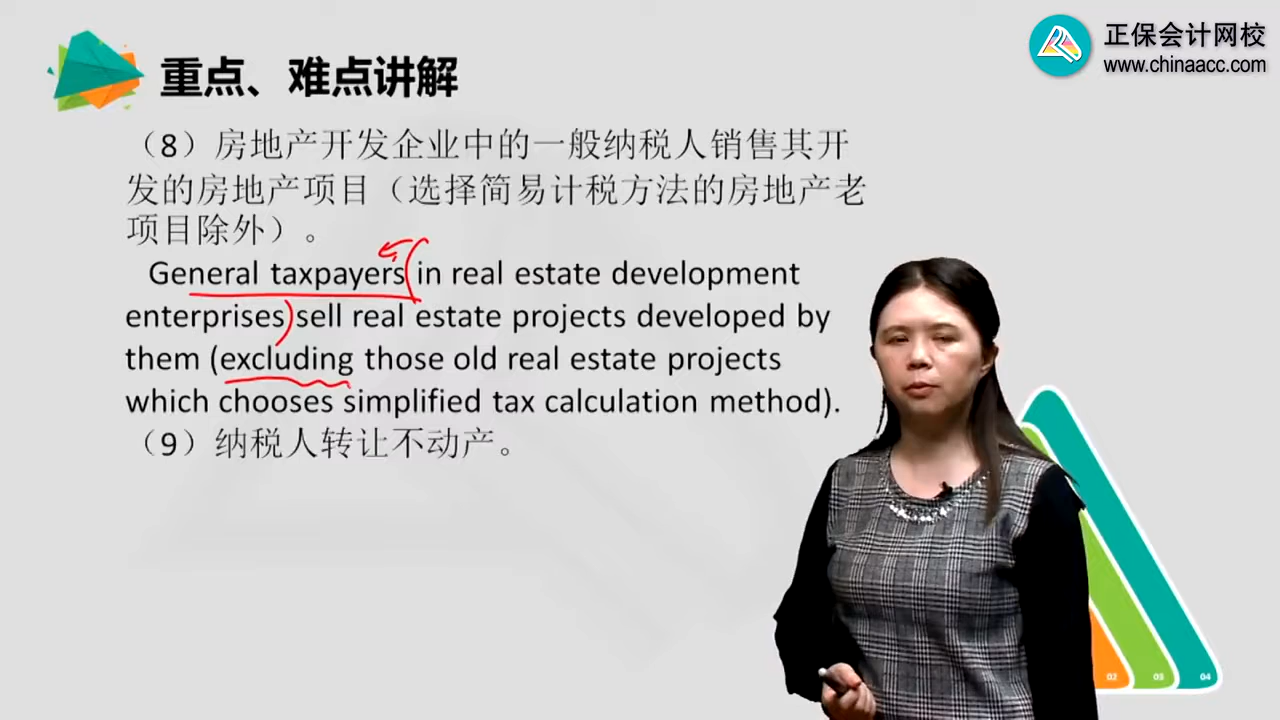 正保会计网校
www.chinaacc.com
重点、难点讲解
（8）房地产开发企业中的一般纳税人销售其开
发的房地产项目（选择简易计税方法的房地产老
项目除外）。
General taxpayers in real estate development
enterprises sell real estate projects developed by
them (excluding those old real estate projects
which chooses simplified tax calculation method).
（9）纳税人转让不动产。
02 03 04